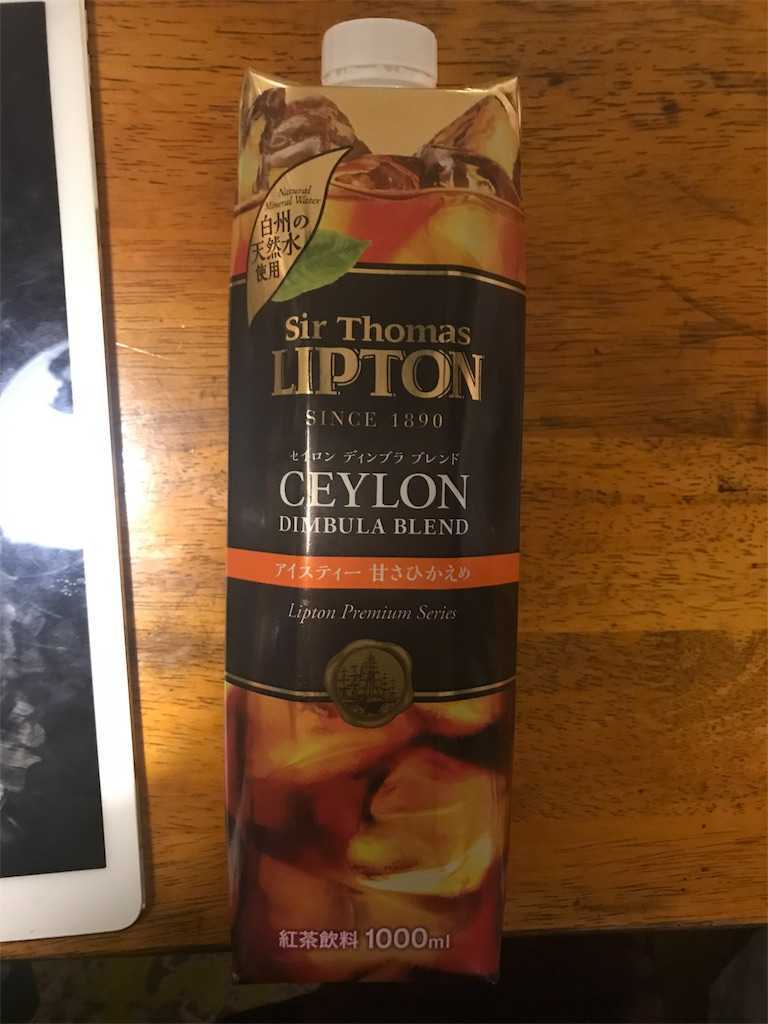 Natural
Mineral Water
白州の
天然水
使用
Sir Thomas
LIPTON
SINCE 1890
セイロン ディンブラ ブレンド
CEYLON
DIMBULA BLEND
アイスティー 甘さひかえめ
Lipton Premium Series
紅茶飲料 1000ml